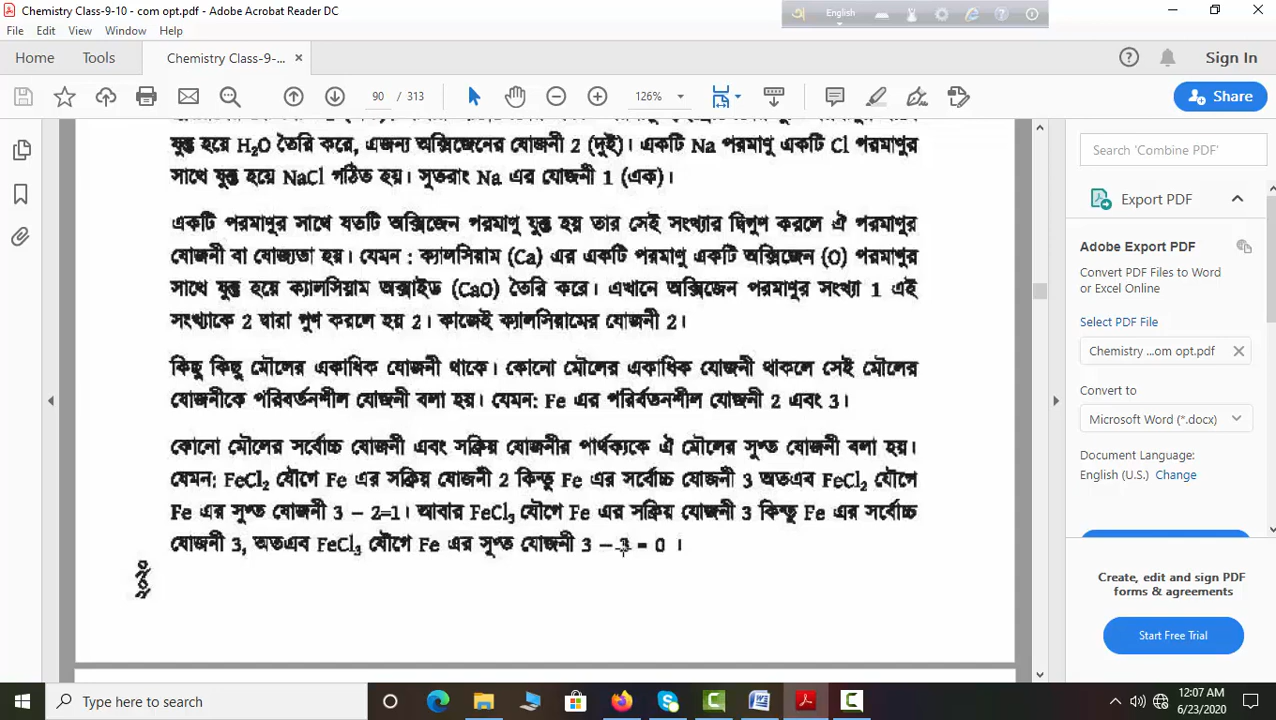 Chemistry Class-9-10 - com opt.pdf - Adobe Acrobat Reader DC
English
File Edit View Window Help
Home Tools Chemistry Class-9-... × Sign In
90 / 313 126% Share
যুক্ত হয়ে H₂O তৈরি করে, এজন্য অক্সিজেনের যোজনী 2 (দুই)। একটি Na পরমাণু একটি Cl পরমাণুর
সাথে যুক্ত হয়ে NaCl গঠিত হয়। সুতরাং Na এর যোজনী 1 (এক)।
একটি পরমাণুর সাথে যতটি অক্সিজেন পরমাণু যুক্ত হয় তার সেই সংখ্যার দ্বিগুণ করলে ঐ পরমাণুর
যোজনী বা যোজ্যতা হয়। যেমন : ক্যালসিয়াম (Ca) এর একটি পরমাণু একটি অক্সিজেন (O) পরমাণুর
সাথে যুক্ত হয়ে ক্যালসিয়াম অক্সাইড (CaO) তৈরি করে। এখানে অক্সিজেন পরমাণুর সংখ্যা 1 এই
সংখ্যাকে 2 দ্বারা গুণ করলে হয় 2। কাজেই ক্যালসিয়ামের যোজনী 2।
কিছু কিছু মৌলের একাধিক যোজনী থাকে। কোনো মৌলের একাধিক যোজনী থাকলে সেই মৌলের
যোজনীকে পরিবর্তনশীল যোজনী বলা হয়। যেমন: Fe এর পরির্বতনশীল যোজনী 2 এবং 3।
কোনো মৌলের সর্বোচ্চ যোজনী এবং সক্রিয় যোজনীর পার্থক্যকে ঐ মৌলের সুপ্ত যোজনী বলা হয়।
যেমন: FeCl₂ যৌগে Fe এর সক্রিয় যোজনী 2 কিন্তু Fe এর সর্বোচ্চ যোজনী 3 অতএব FeCl₂ যৌগে
Fe এর সুপ্ত যোজনী 3 – 2=1। আবার FeCl₃ যৌগে Fe এর সক্রিয় যোজনী 3 কিন্তু Fe এর সর্বোচ্চ
যোজনী 3, অতএব FeCl₃ যৌগে Fe এর সুপ্ত যোজনী 3 – 3 = 0 ।
Search 'Combine PDF'
Export PDF
Adobe Export PDF
Convert PDF Files to Word
or Excel Online
Select PDF File
Chemistry ...om opt.pdf ×
Convert to
Microsoft Word (*.docx)
Document Language:
English (U.S.) Change
Create, edit and sign PDF
forms & agreements
Start Free Trial
Type here to search
12:07 AM
6/23/2020